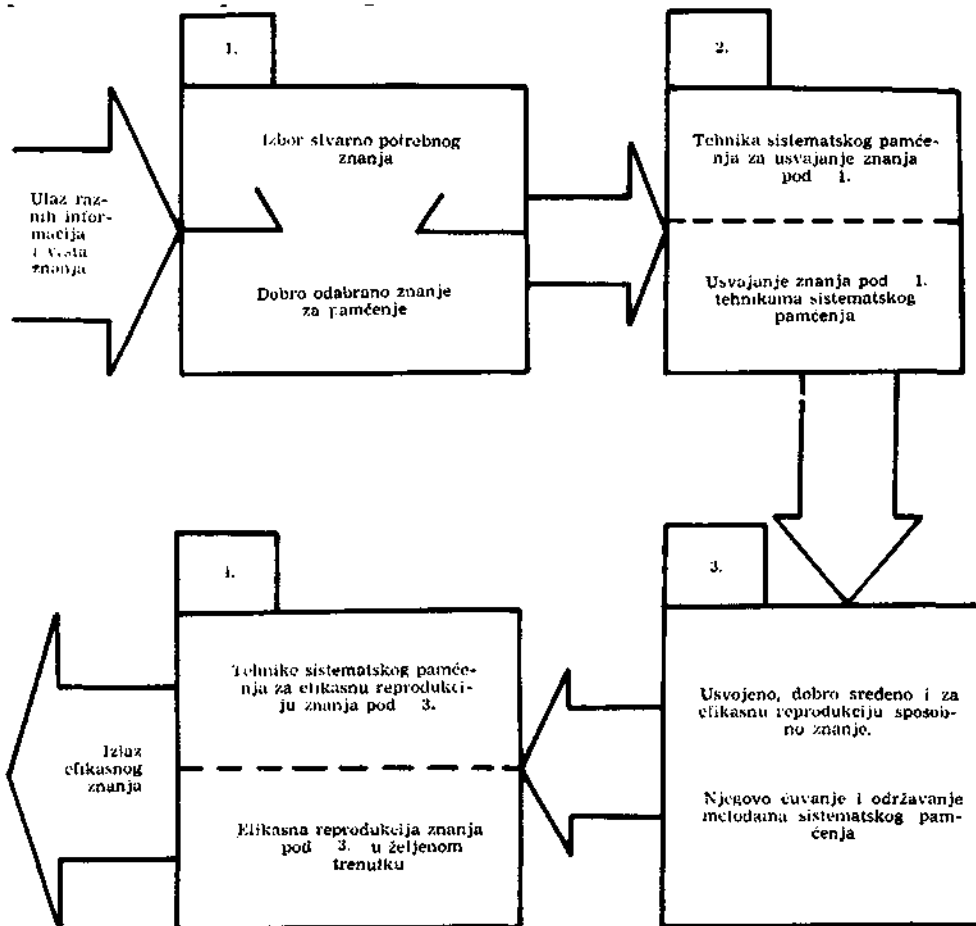 1.
Izbor stvarno potrebnog
znanja
Dobro odabrano znanje
za pamćenje
Ulaz raz-
nih infor-
macija
i vrsta
znanja
2.
Tehnika sistematskog pamće-
nja za usvajanje znanja
pod 1.
Usvajanje znanja pod 1.
tehnikama sistematskog
pamćenja
3.
Usvojeno, dobro sređeno i za
efikasnu reprodukciju sposob-
no znanje.
Njegovo čuvanje i održavanje
metodama sistematskog pam-
ćenja
4.
Tehnike sistematskog pamće-
nja za efikasnu reprodukci-
ju znanja pod 3.
Efikasna reprodukcija znanja
pod 3. u željenom
trenutku
Izlaz
efikasnog
znanja